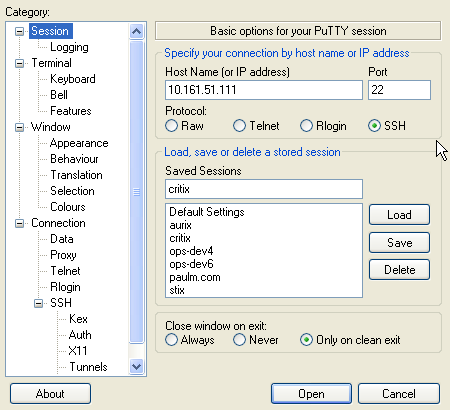 Category:
Session
Logging
Terminal
Keyboard
Bell
Features
Window
Appearance
Behaviour
Translation
Selection
Colours
Connection
Data
Proxy
Telnet
Rlogin
SSH
Kex
Auth
X11
Tunnels
Basic options for your PuTTY session
Specify your connection by host name or IP address
Host Name (or IP address) Port
10.161.51.111 22
Protocol:
Raw Telnet Rlogin SSH
Load, save or delete a stored session
Saved Sessions
critix
Default Settings
aurix
critix
ops-dev4
ops-dev6
paulm.com
stix
Load
Save
Delete
Close window on exit:
Always Never Only on clean exit
About Open Cancel